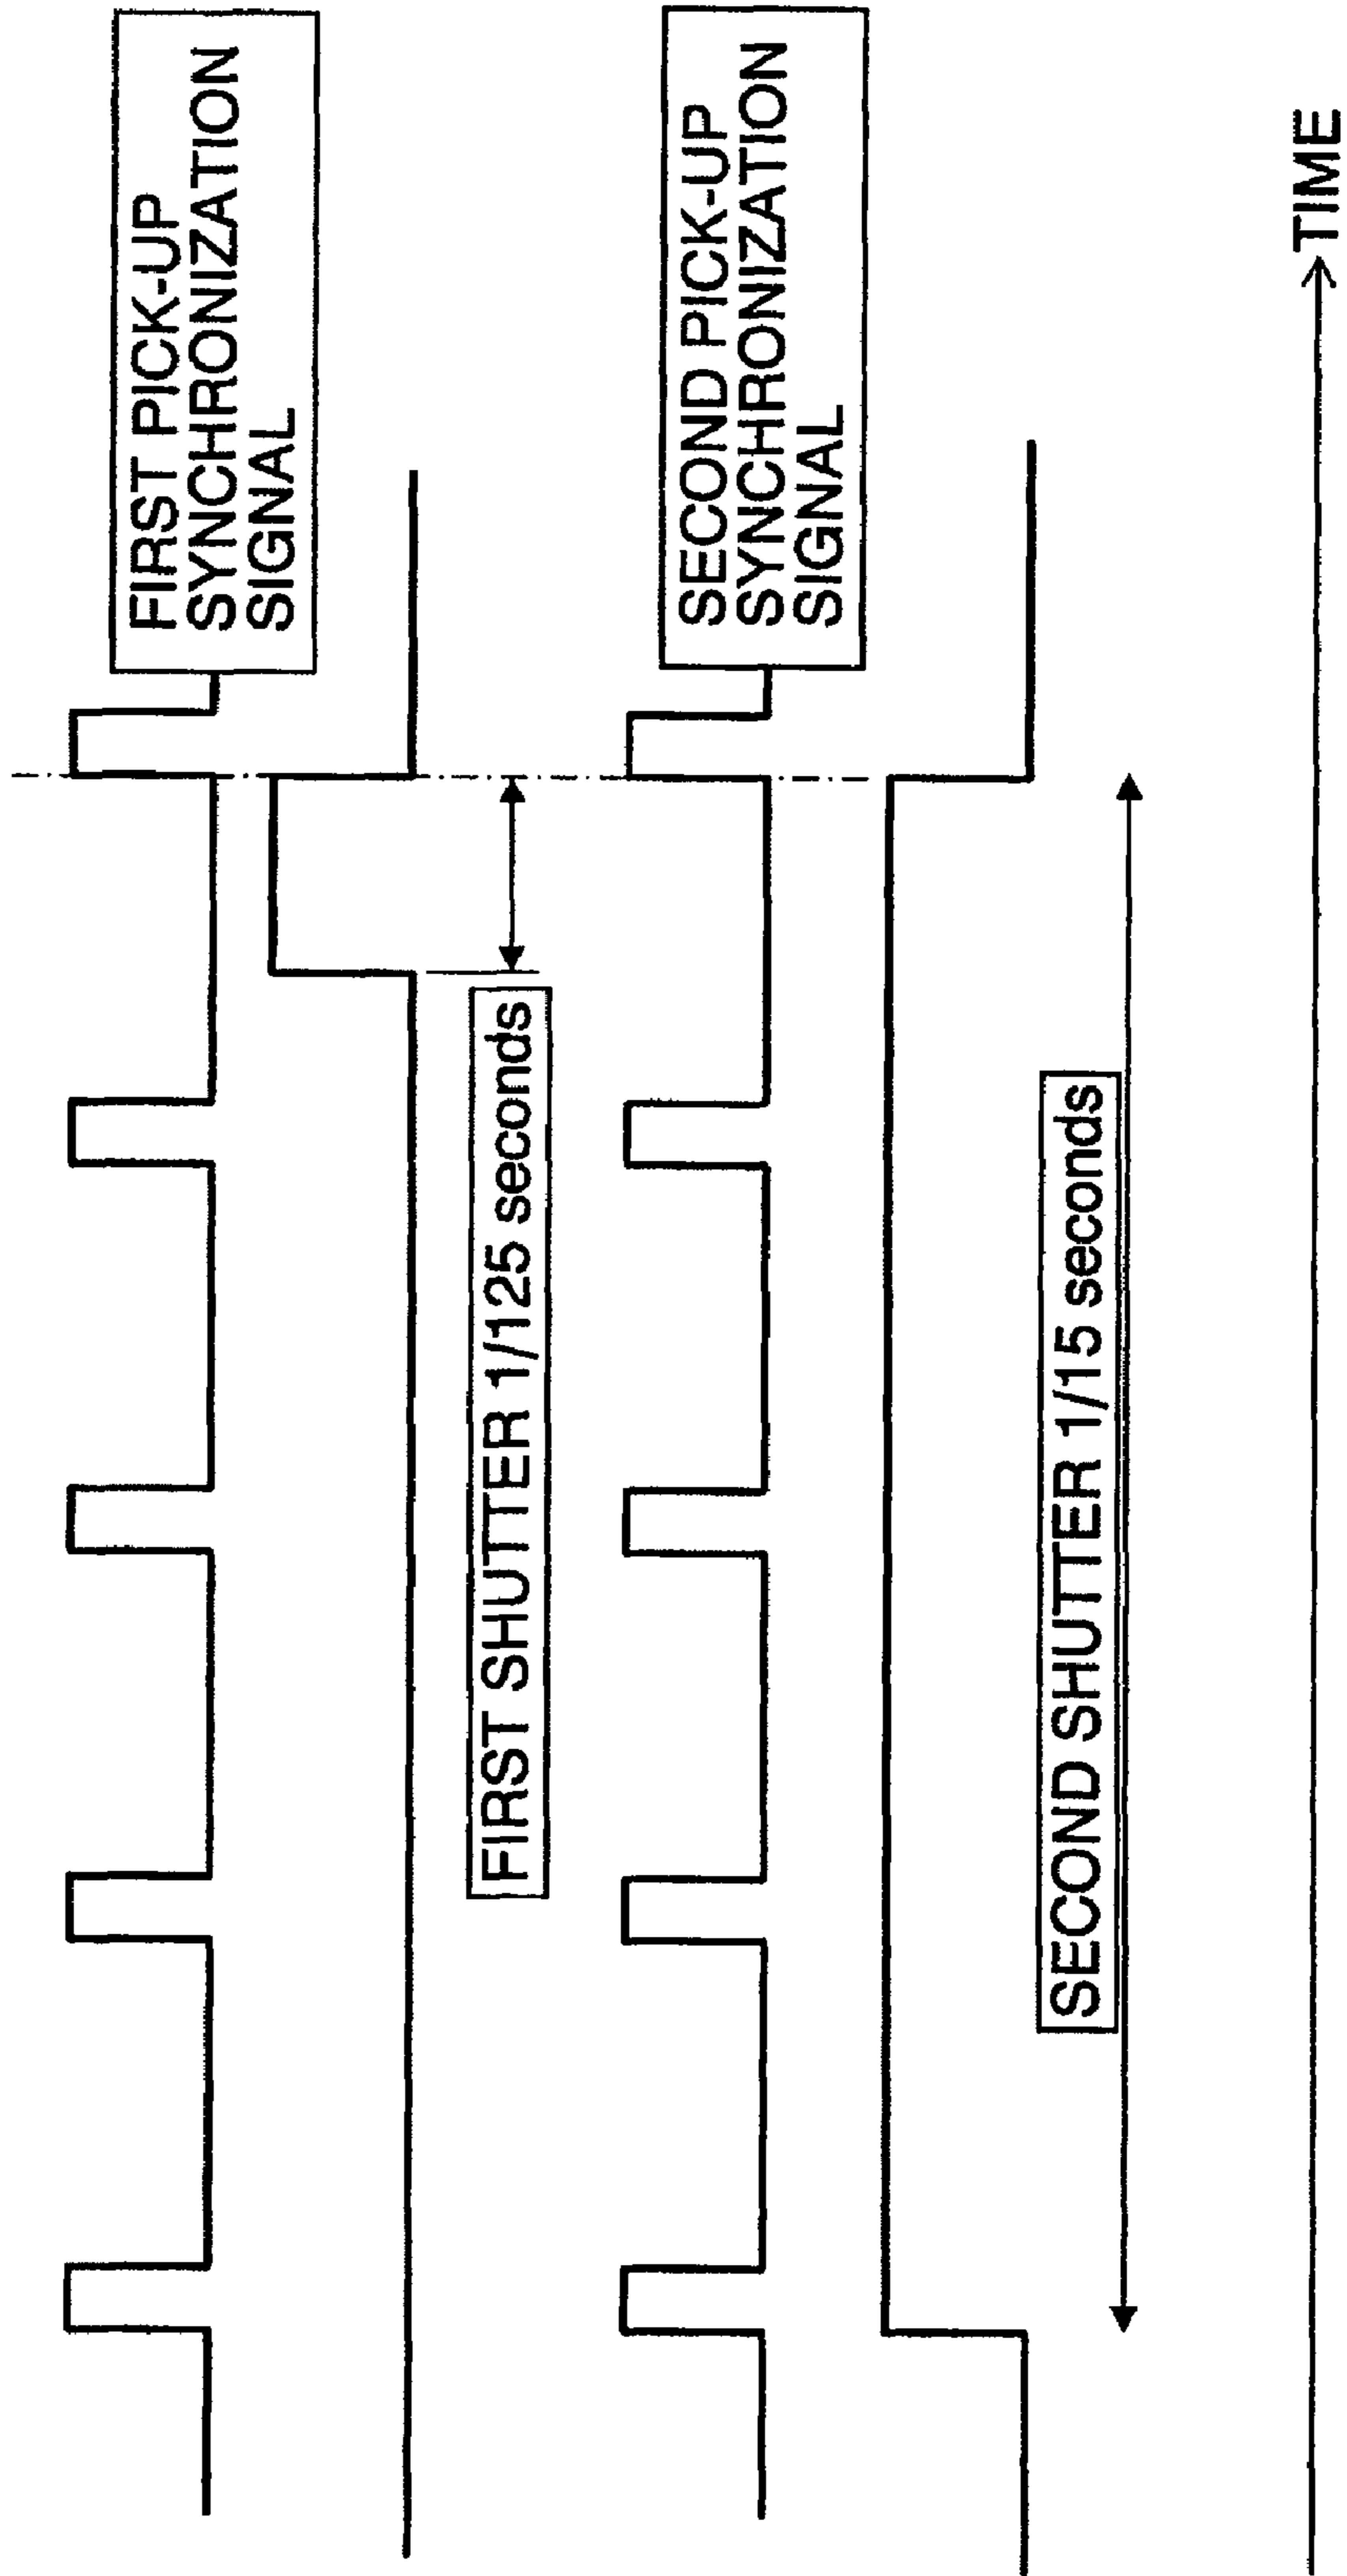 FIRST PICK-UP
SYNCHRONIZATION
SIGNAL
FIRST SHUTTER 1/125 seconds
SECOND PICK-UP
SYNCHRONIZATION
SIGNAL
SECOND SHUTTER 1/15 seconds
TIME